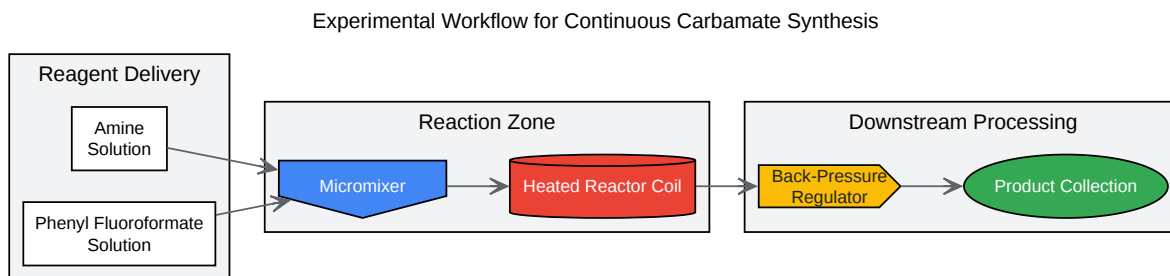 Experimental Workflow for Continuous Carbamate Synthesis
Reagent Delivery
Amine
Solution
Phenyl Fluoroformate
Solution
Reaction Zone
Micromixer
Heated Reactor Coil
Downstream Processing
Back-Pressure
Regulator
Product Collection